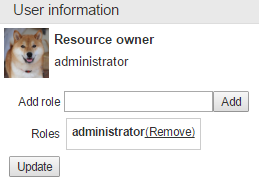 User information
Resource owner
administrator
Add role Add
Roles administrator(Remove)
Update